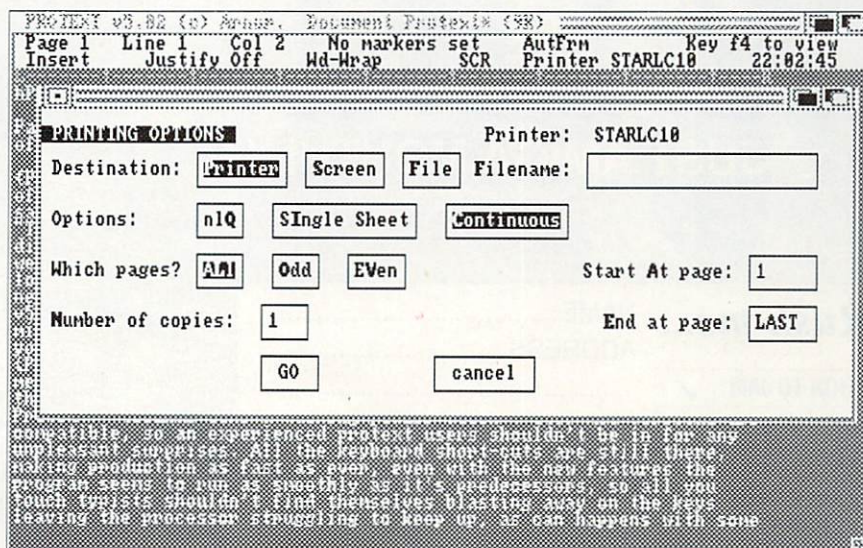 PROTEXT v5.02 (c) Arnor. Document Protexi* (9K)
Page 1 Line 1 Col 2 No markers set AutFrm Key f4 to view
Insert Justify Off Wd-Wrap SCR Printer STARLC10 22:02:45
PRINTING OPTIONS Printer: STARLC10
Destination: Printer Screen File Filename:
Options: nlQ SIngle Sheet Continuous
Which pages? All Odd EVen Start At page: 1
Number of copies: 1 End at page: LAST
GO cancel
compatible, so an experienced protext users shouldn't be in for any
unpleasant surprises. All the keyboard short-cuts are still there,
making production as fast as ever, even with the new features the
program seems to run as smoothly as it's predecessors, so all you
touch typists shouldn't find themselves blasting away on the keys
leaving the processor struggling to keep up, as can happens with some